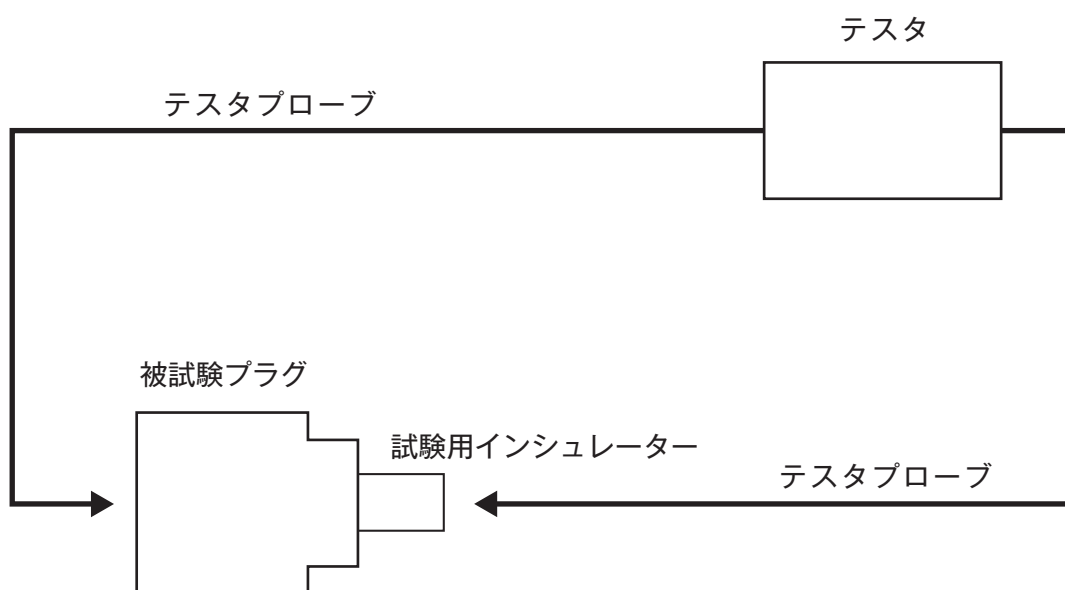 テスタ
テスタプローブ
被試験プラグ
試験用インシュレーター
テスタプローブ